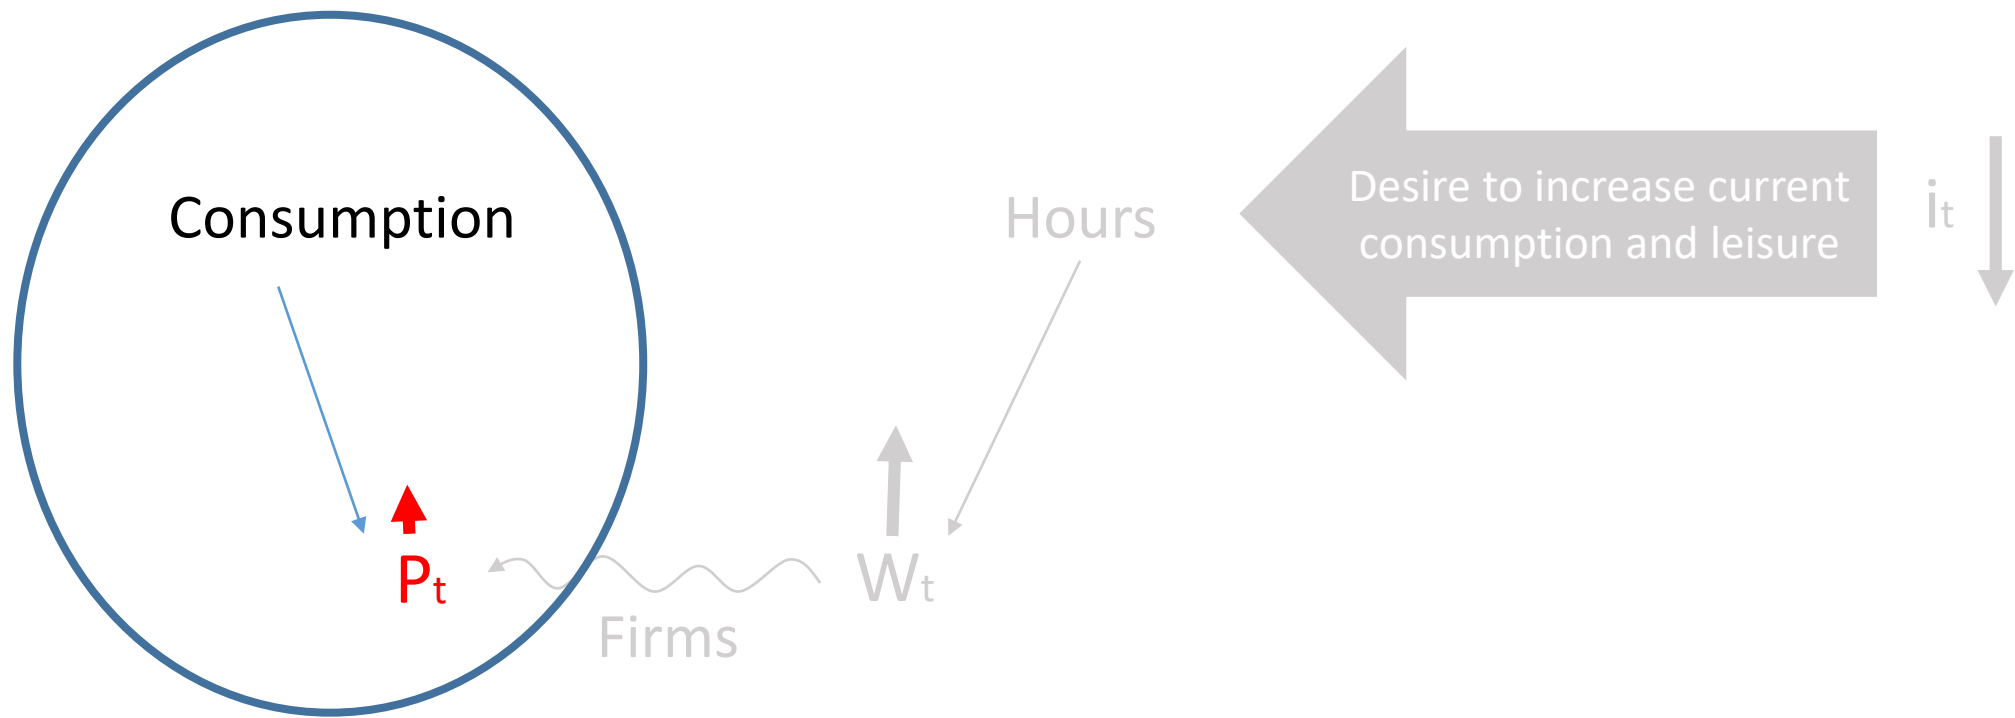 Consumption
Hours
Desire to increase current
consumption and leisure
it
Pt
Wt
Firms